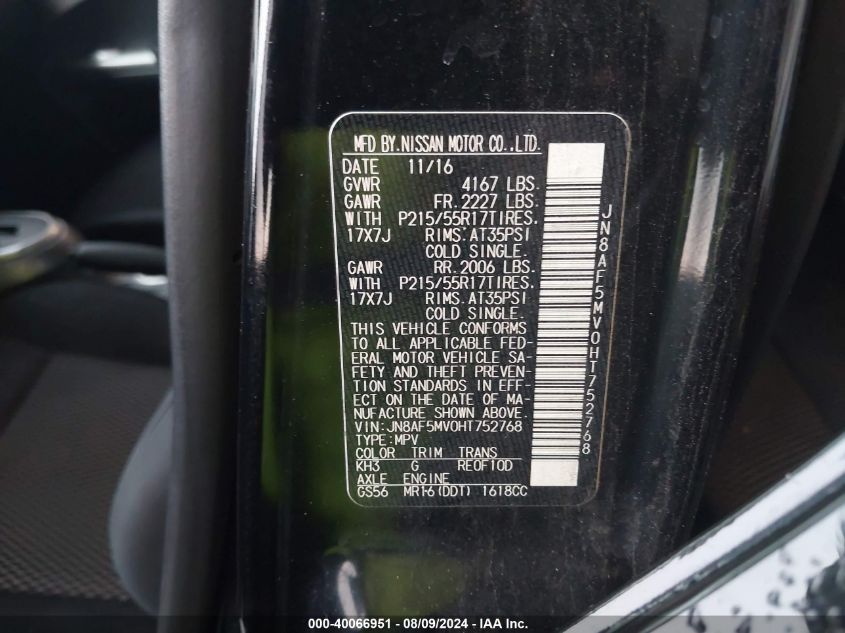 MFD BY.NISSAN MOTOR CO.,LTD.
DATE 11/16
GVWR 4167 LBS.
GAWR FR.2227 LBS.
WITH P215/55R17TIRES.
17X7J RIMS.AT35PSI
COLD SINGLE.
GAWR RR.2006 LBS.
WITH P215/55R17TIRES.
17X7J RIMS.AT35PSI
COLD SINGLE.
THIS VEHICLE CONFORMS
TO ALL APPLICABLE FED-
ERAL MOTOR VEHICLE SA-
FETY AND THEFT PREVEN-
TION STANDARDS IN EFF-
ECT ON THE DATE OF MA-
NUFACTURE SHOWN ABOVE.
VIN:JN8AF5MV0HT752768
TYPE:MPV
COLOR TRIM TRANS
KH3 G RE0F10D
AXLE ENGINE
GS56 MR16(DDT) 1618CC
JN8AF5MV0HT752768
000-40066951 - 08/09/2024 - IAA Inc.